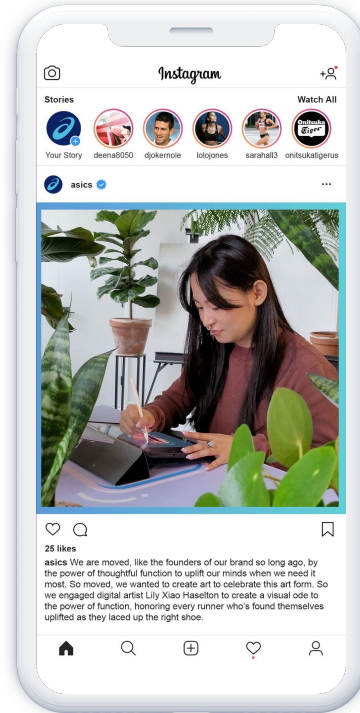 Instagram
Stories Watch All
Onitsuka
Tiger
Your Story deena8050 djokernole lolojones sarahall3 onitsukatigerus
asics
25 likes
asics We are moved, like the founders of our brand so long ago, by
the power of thoughtful function to uplift our minds when we need it
most. So moved, we wanted to create art to celebrate this art form. So
we engaged digital artist Lily Xiao Haselton to create a visual ode to
the power of function, honoring every runner who's found themselves
uplifted as they laced up the right shoe.